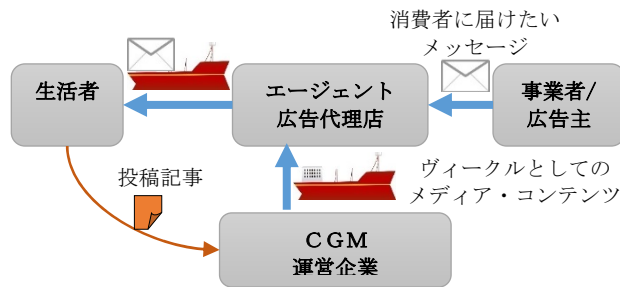 消費者に届けたい
メッセージ
生活者
エージェント
広告代理店
事業者/
広告主
投稿記事
ヴィークルとしての
メディア・コンテンツ
ＣＧＭ
運営企業